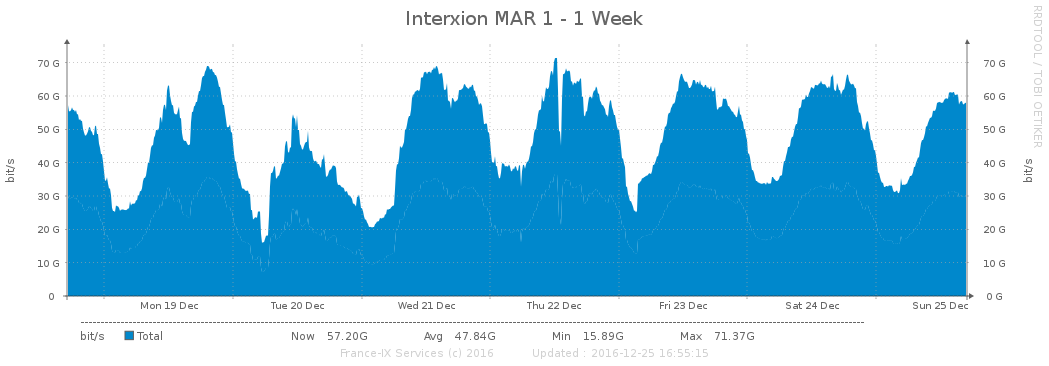 Interxion MAR 1 - 1 Week
RRDTOOL / TOBI OETIKER
bit/s
bit/s
70 G 70 G
60 G 60 G
50 G 50 G
40 G 40 G
30 G 30 G
20 G 20 G
10 G 10 G
0 0 G
Mon 19 Dec Tue 20 Dec Wed 21 Dec Thu 22 Dec Fri 23 Dec Sat 24 Dec Sun 25 Dec
bit/s Total Now 57.20G Avg 47.84G Min 15.89G Max 71.37G
France-IX Services (c) 2016 Updated : 2016-12-25 16:55:15